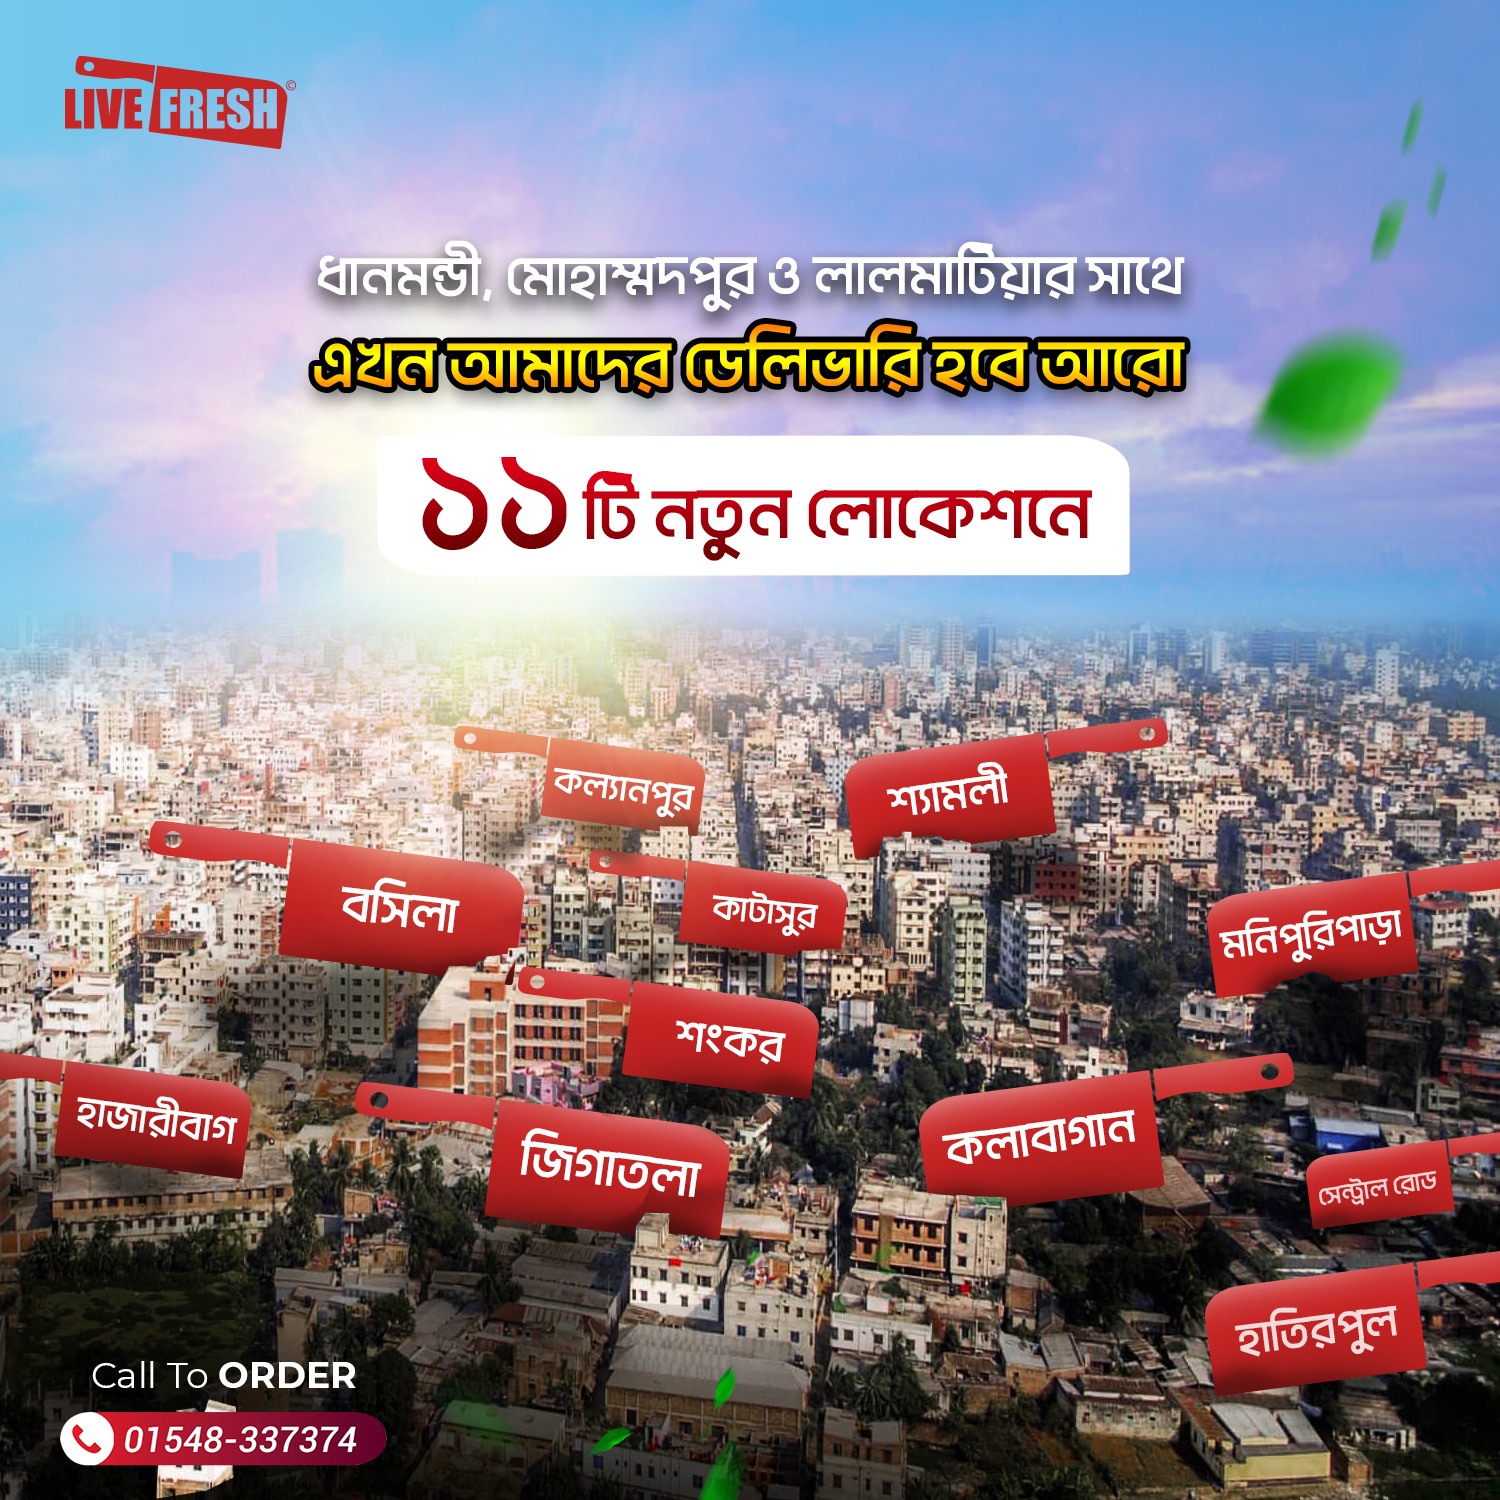 LIVE FRESH©
ধানমন্ডী, মোহাম্মদপুর ও লালমাটিয়ার সাথে
এখন আমাদের ডেলিভারি হবে আরো
১১ টি নতুন লোকেশনে
কল্যানপুর
শ্যামলী
বসিলা
কাটাসুর
মনিপুরিপাড়া
শংকর
হাজারীবাগ
জিগাতলা
কলাবাগান
সেন্ট্রাল রোড
হাতিরপুল
Call To ORDER
01548-337374